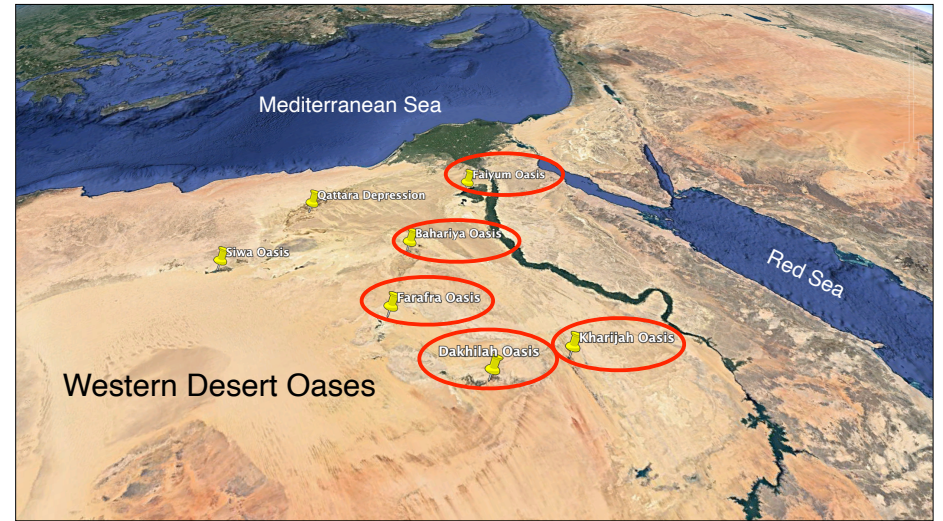 Mediterranean Sea
Faiyum Oasis
Qattara Depression
Bahariya Oasis
Siwa Oasis
Red Sea
Farafra Oasis
Kharijah Oasis
Dakhilah Oasis
Western Desert Oases